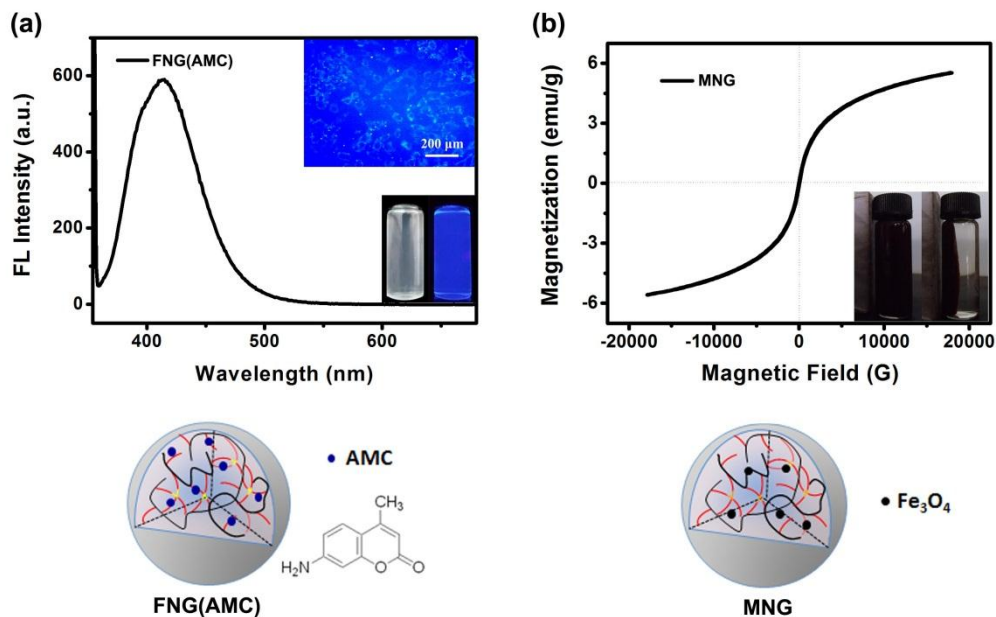 (a)
FNG(AMC)
200 μm
600
400
200
0
FL Intensity (a.u.)
400
500
600
Wavelength (nm)
(b)
MNG
6
3
0
-3
-6
Magnetization (emu/g)
-20000
-10000
0
10000
20000
Magnetic Field (G)
AMC
CH₃
H₂N
O
O
FNG(AMC)
Fe₃O₄
MNG